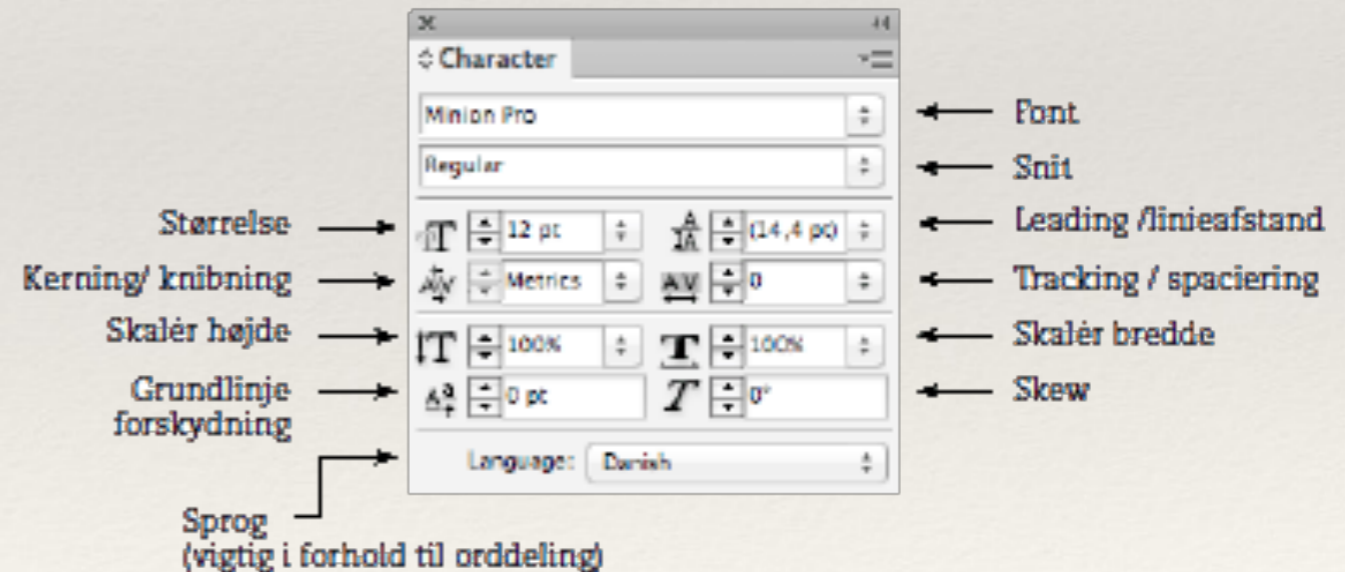 Character
Minion Pro
Font
Regular
Snit
Størrelse
12 pt
(14,4 pt)
Leading /linieafstand
Kerning/ knibning
Metrics
0
Tracking / spaciering
Skalér højde
100%
100%
Skalér bredde
Grundlinje
forskydning
0 pt
0°
Skew
Language: Danish
Sprog
(vigtig i forhold til orddeling)